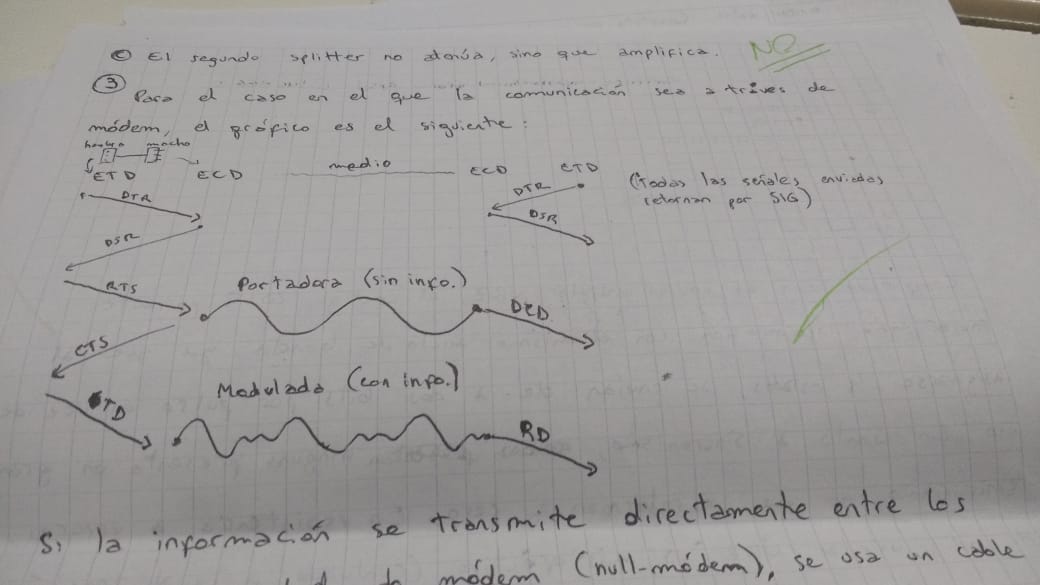 © El segundo splitter no atenúa, sino que amplifica. NO
③ Para el caso en el que la comunicación sea a tráves de
módem, el gráfico es el siguiente:
hembra macho
ETD ECD medio ECD ETD
(Todas las señales enviadas
retornan por SIG)
DTR DTR
DSR DSR
RTS Portadora (sin info.) DCD
CTS
Modulada (con info.)
TD RD
Si la información se transmite directamente entre los
módem (null-módem), se usa un cable